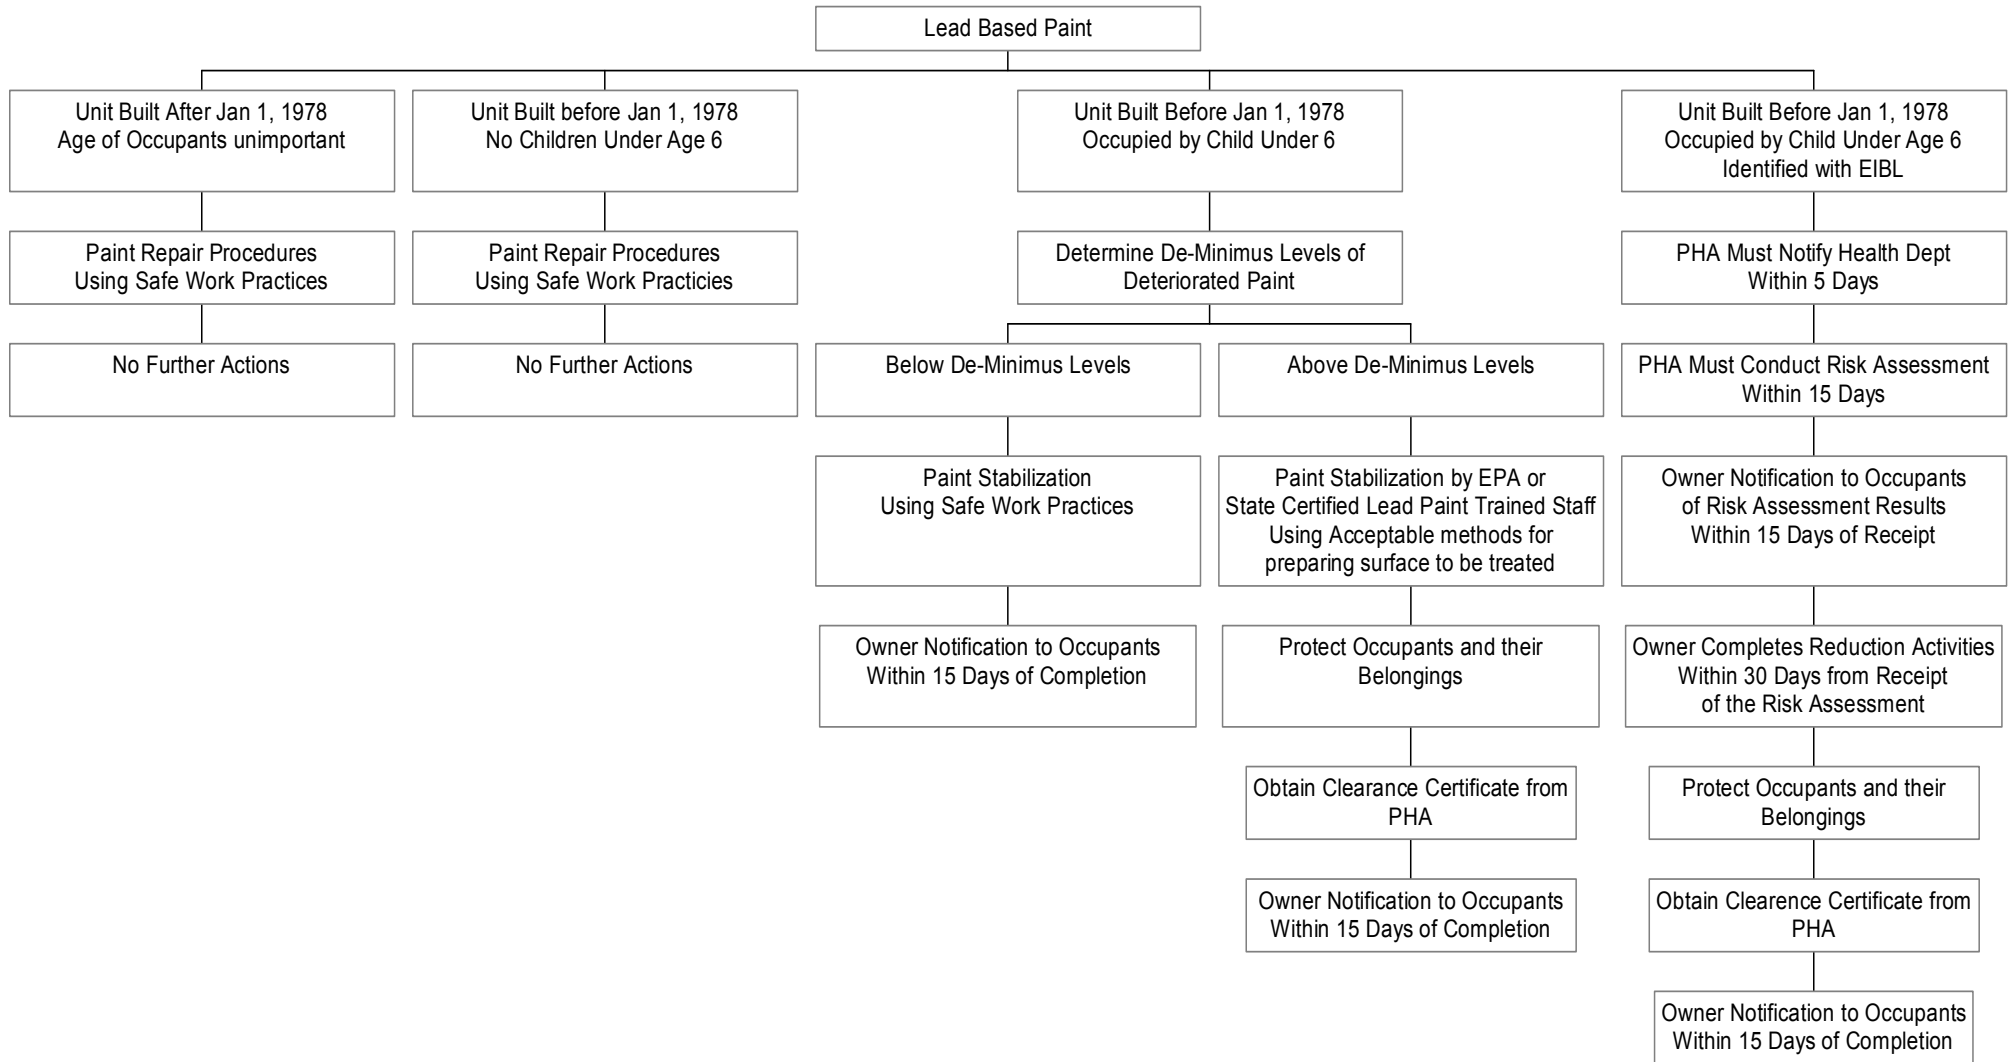 Lead Based Paint
Unit Built After Jan 1, 1978
Age of Occupants unimportant
Unit Built before Jan 1, 1978
No Children Under Age 6
Unit Built Before Jan 1, 1978
Occupied by Child Under 6
Unit Built Before Jan 1, 1978
Occupied by Child Under Age 6
Identified with EIBL
Paint Repair Procedures
Using Safe Work Practices
Paint Repair Procedures
Using Safe Work Practicies
Determine De-Minimus Levels of
Deteriorated Paint
PHA Must Notify Health Dept
Within 5 Days
No Further Actions
No Further Actions
Below De-Minimus Levels
Above De-Minimus Levels
PHA Must Conduct Risk Assessment
Within 15 Days
Paint Stabilization
Using Safe Work Practices
Paint Stabilization by EPA or
State Certified Lead Paint Trained Staff
Using Acceptable methods for
preparing surface to be treated
Owner Notification to Occupants
of Risk Assessment Results
Within 15 Days of Receipt
Owner Notification to Occupants
Within 15 Days of Completion
Protect Occupants and their
Belongings
Owner Completes Reduction Activities
Within 30 Days from Receipt
of the Risk Assessment
Obtain Clearance Certificate from
PHA
Protect Occupants and their
Belongings
Owner Notification to Occupants
Within 15 Days of Completion
Obtain Clearence Certificate from
PHA
Owner Notification to Occupants
Within 15 Days of Completion